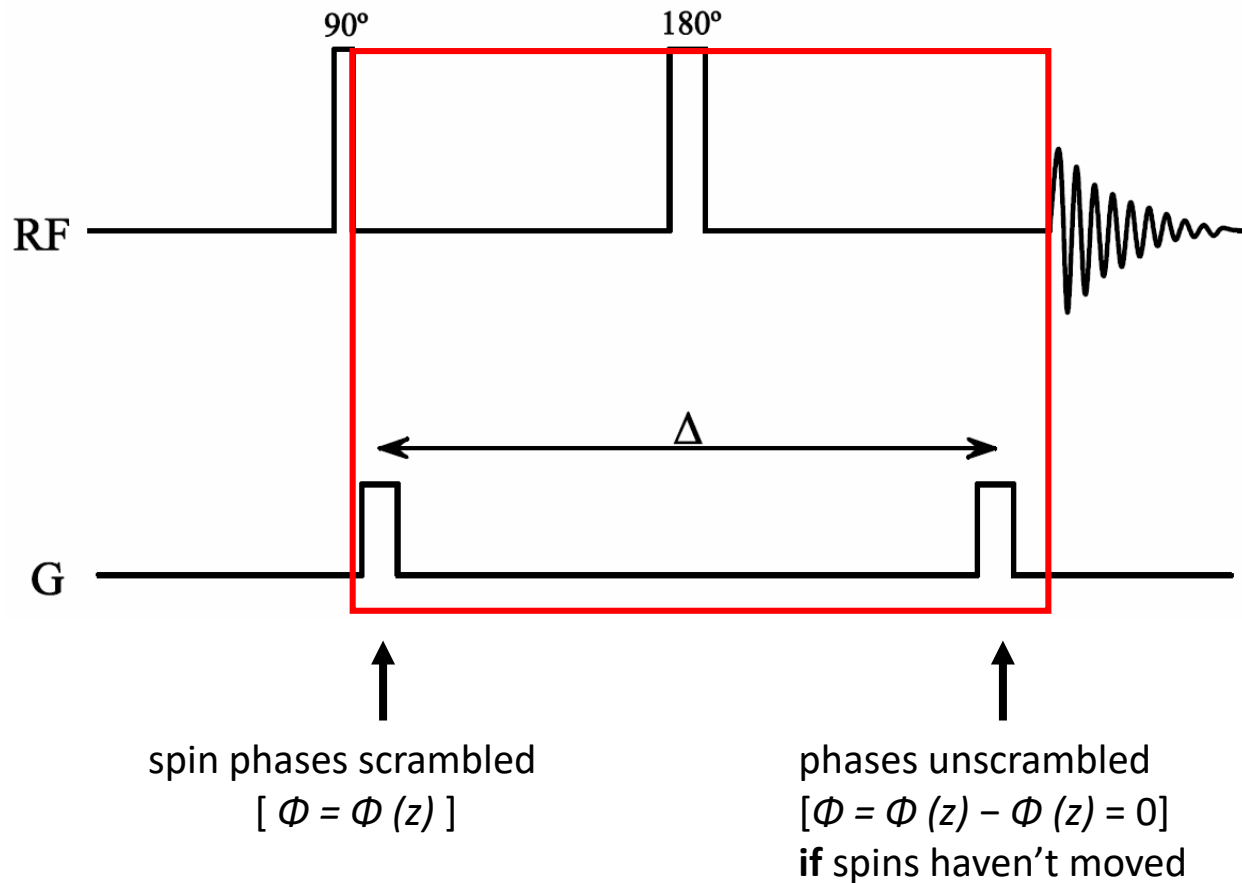 90º
180º
RF
Δ
G
spin phases scrambled
[ Φ = Φ (z) ]
phases unscrambled
[Φ = Φ (z) − Φ (z) = 0]
if spins haven’t moved